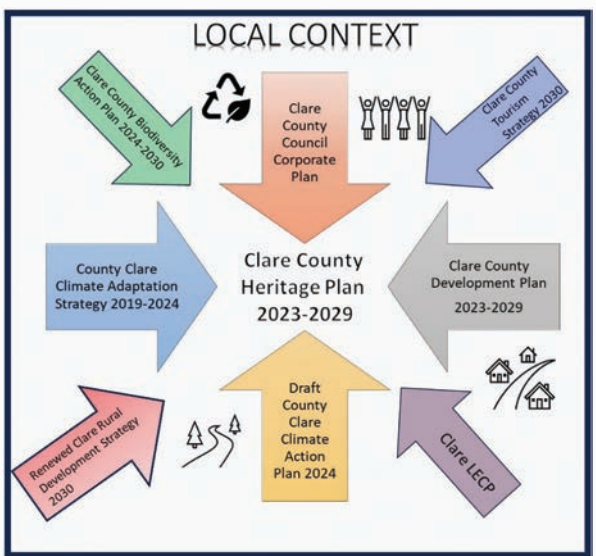 LOCAL CONTEXT
Clare County Biodiversity
Action Plan 2024-2030
Clare
County
Council
Corporate
Plan
Clare County
Tourism
Strategy 2030
County Clare
Climate Adaptation
Strategy 2019-2024
Clare County
Heritage Plan
2023-2029
Clare County
Development Plan
2023-2029
Renewed Clare Rural
Development Strategy
2030
Draft
County
Clare
Climate
Action
Plan 2024
Clare LECP